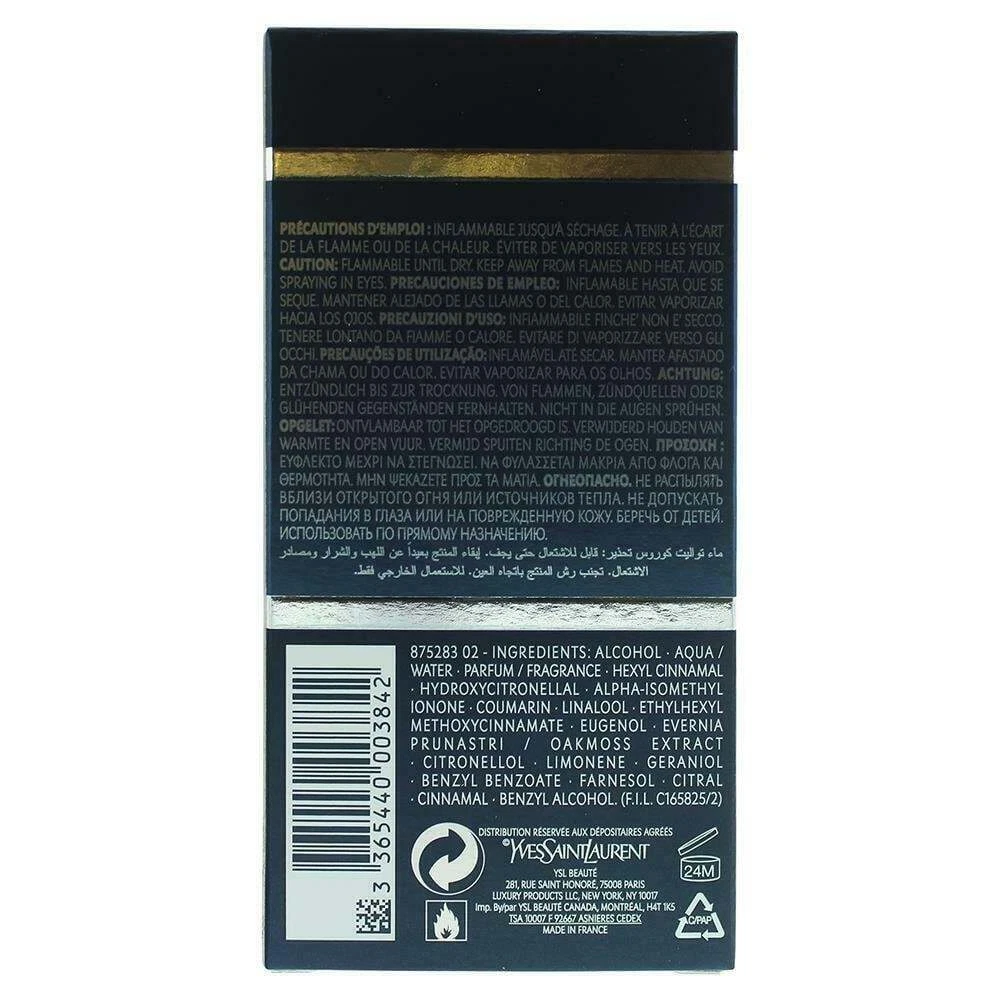 PRÉCAUTIONS D'EMPLOI : INFLAMMABLE JUSQU'À SÉCHAGE. À TENIR À L'ÉCART
DE LA FLAMME OU DE LA CHALEUR. ÉVITER DE VAPORISER VERS LES YEUX.
CAUTION: FLAMMABLE UNTIL DRY. KEEP AWAY FROM FLAMES AND HEAT. AVOID
SPRAYING IN EYES. PRECAUCIONES DE EMPLEO: INFLAMABLE HASTA QUE SE
SEQUE. MANTENER ALEJADO DE LAS LLAMAS O DEL CALOR. EVITAR VAPORIZAR
HACIA LOS OJOS. PRECAUZIONI D'USO: INFIAMMABILE FINCHE' NON E' SECCO.
TENERE LONTANO DA FIAMME O CALORE. EVITARE DI VAPORIZZARE VERSO GLI
OCCHI. PRECAUÇÕES DE UTILIZAÇÃO: INFLAMÁVEL ATÉ SECAR. MANTER AFASTADO
DA CHAMA OU DO CALOR. EVITAR VAPORIZAR PARA OS OLHOS. ACHTUNG:
ENTZÜNDLICH BIS ZUR TROCKNUNG. VON FLAMMEN, ZÜNDQUELLEN ODER
GLÜHENDEN GEGENSTÄNDEN FERNHALTEN. NICHT IN DIE AUGEN SPRÜHEN.
OPGELET: ONTVLAMBAAR TOT HET OPGEDROOGD IS. VERWIJDERD HOUDEN VAN
WARMTE EN OPEN VUUR. VERMIJD SPUITEN RICHTING DE OGEN. ΠΡΟΣΟΧΗ :
ΕΥΦΛΕΚΤΟ ΜΕΧΡΙ ΝΑ ΣΤΕΓΝΩΣΕΙ. ΝΑ ΦΥΛΑΣΣΕΤΑΙ ΜΑΚΡΙΑ ΑΠΟ ΦΛΟΓΑ ΚΑΙ
ΘΕΡΜΟΤΗΤΑ. ΜΗΝ ΨΕΚΑΖΕΤΕ ΠΡΟΣ ΤΑ ΜΑΤΙΑ. ОГНЕОПАСНО. НЕ РАСПЫЛЯТЬ
ВБЛИЗИ ОТКРЫТОГО ОГНЯ ИЛИ ИСТОЧНИКОВ ТЕПЛА. НЕ ДОПУСКАТЬ
ПОПАДАНИЯ В ГЛАЗА ИЛИ НА ПОВРЕЖДЕННУЮ КОЖУ. БЕРЕЧЬ ОТ ДЕТЕЙ.
ИСПОЛЬЗОВАТЬ ПО ПРЯМОМУ НАЗНАЧЕНИЮ.
ماء تواليت كوروس تحذير: قابل للاشتعال حتى يجف. إبقاء المنتج بعيداً عن اللهب والشرار ومصادر
الاشتعال. تجنب رش المنتج باتجاه العين. للاستعمال الخارجي فقط.
875283 02 - INGREDIENTS: ALCOHOL · AQUA /
WATER · PARFUM / FRAGRANCE · HEXYL CINNAMAL
· HYDROXYCITRONELLAL · ALPHA-ISOMETHYL
IONONE · COUMARIN · LINALOOL · ETHYLHEXYL
METHOXYCINNAMATE · EUGENOL · EVERNIA
PRUNASTRI / OAKMOSS EXTRACT
· CITRONELLOL · LIMONENE · GERANIOL
· BENZYL BENZOATE · FARNESOL · CITRAL
· CINNAMAL · BENZYL ALCOHOL. (F.I.L. C165825/2)
3 365440 003842
DISTRIBUTION RÉSERVÉE AUX DÉPOSITAIRES AGRÉÉS
©YVESSAINTLAURENT
YSL BEAUTÉ
281, RUE SAINT HONORÉ, 75008 PARIS
LUXURY PRODUCTS LLC, NEW YORK, NY 10017
Imp. By/par YSL BEAUTÉ CANADA, MONTRÉAL, H4T 1K5
TSA 10007 F 92667 ASNIERES CEDEX
MADE IN FRANCE
24M
C/PAP